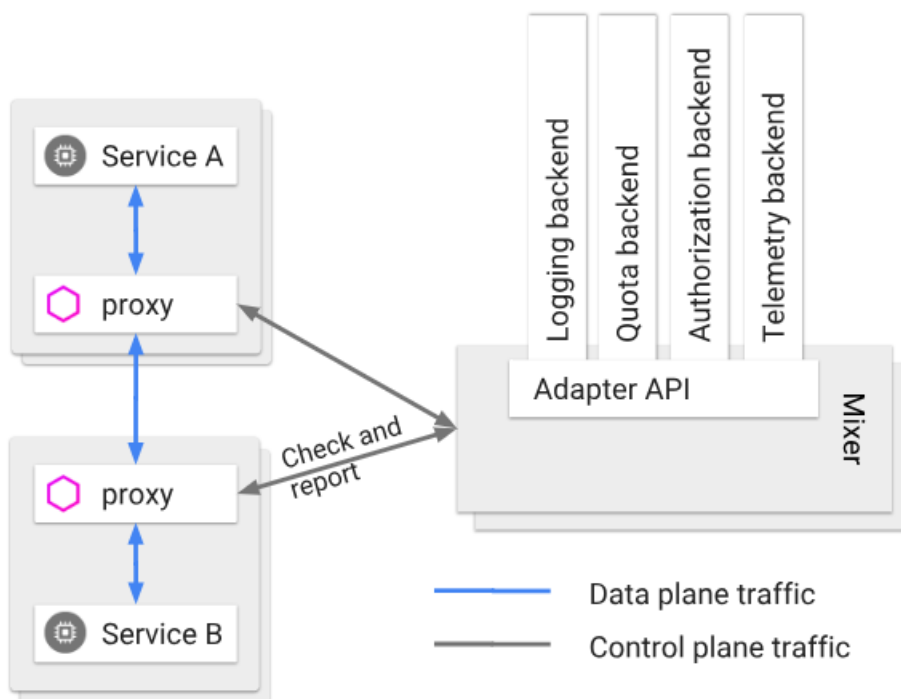 Service A
proxy
proxy
Service B
Check and
report
Logging backend
Quota backend
Authorization backend
Telemetry backend
Adapter API
Mixer
Data plane traffic
Control plane traffic